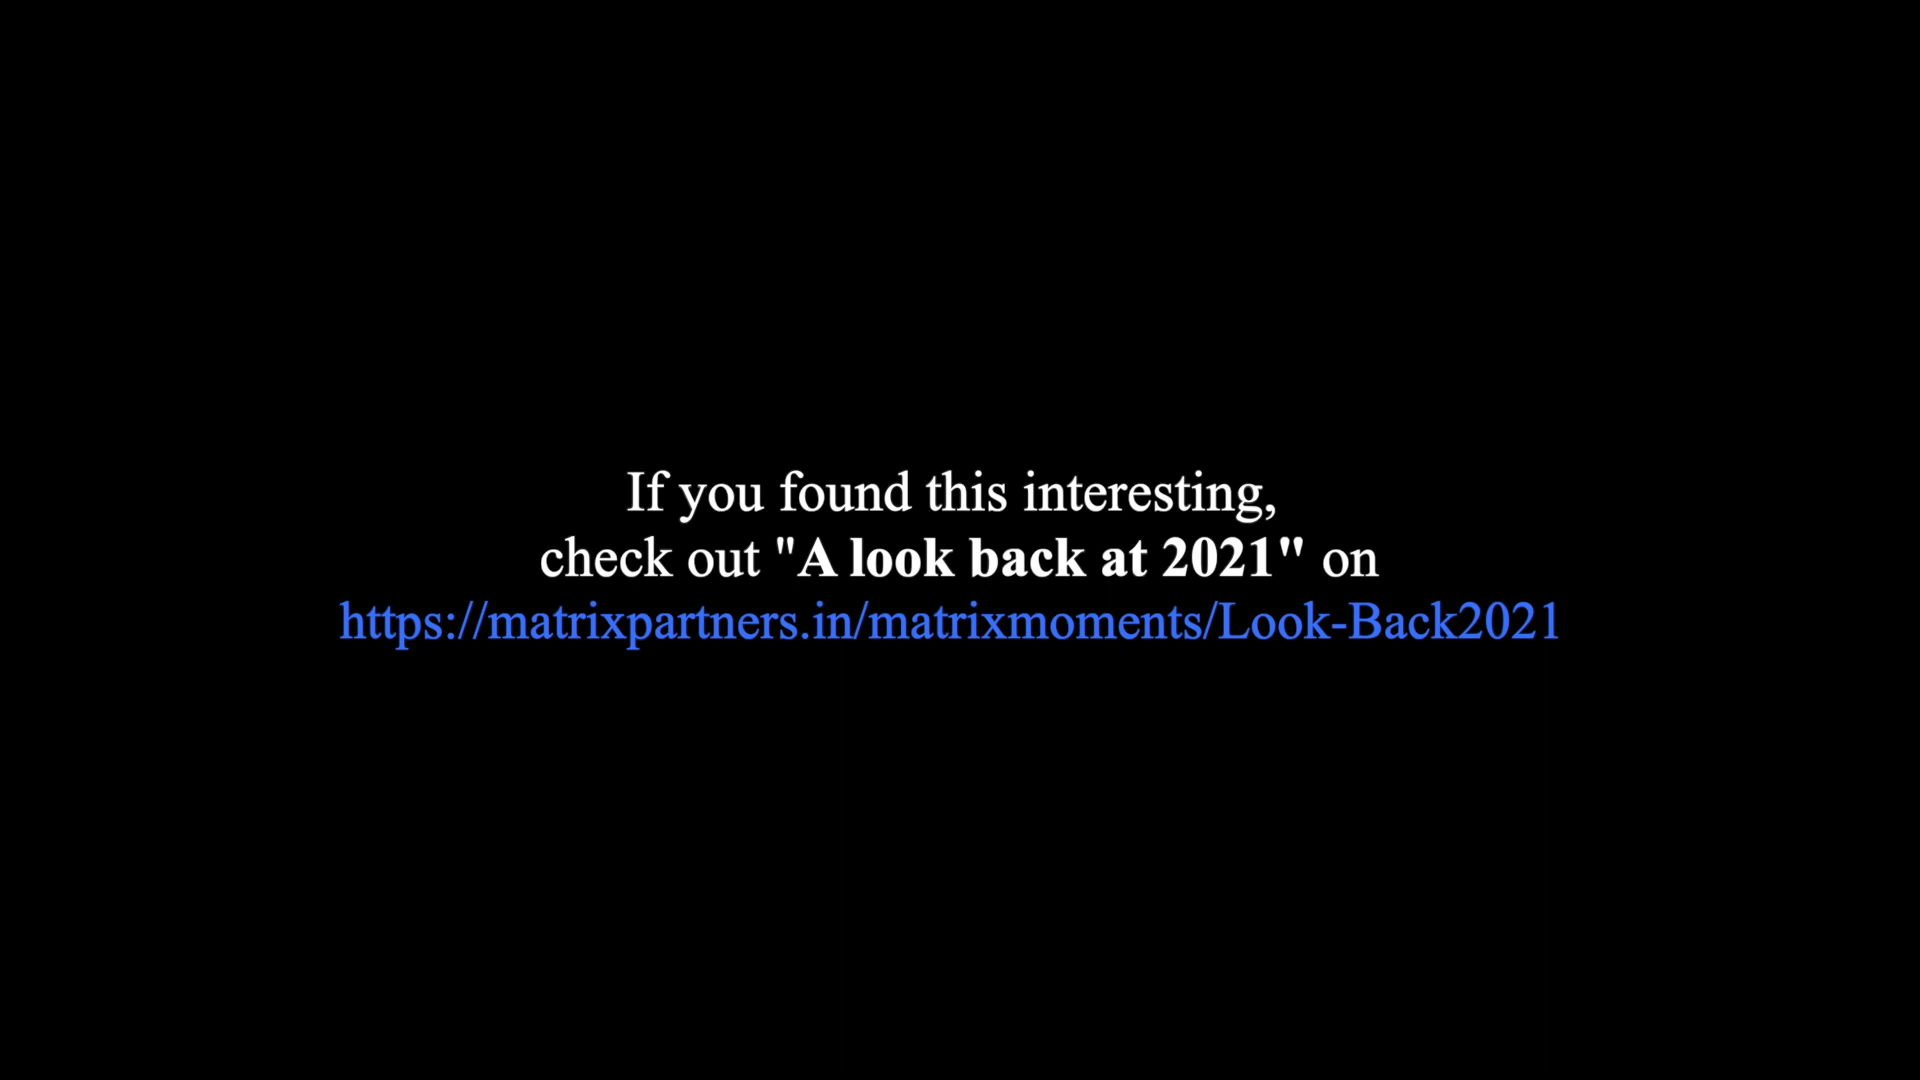 If you found this interesting,
check out "A look back at 2021" on
https://matrixpartners.in/matrixmoments/Look-Back2021